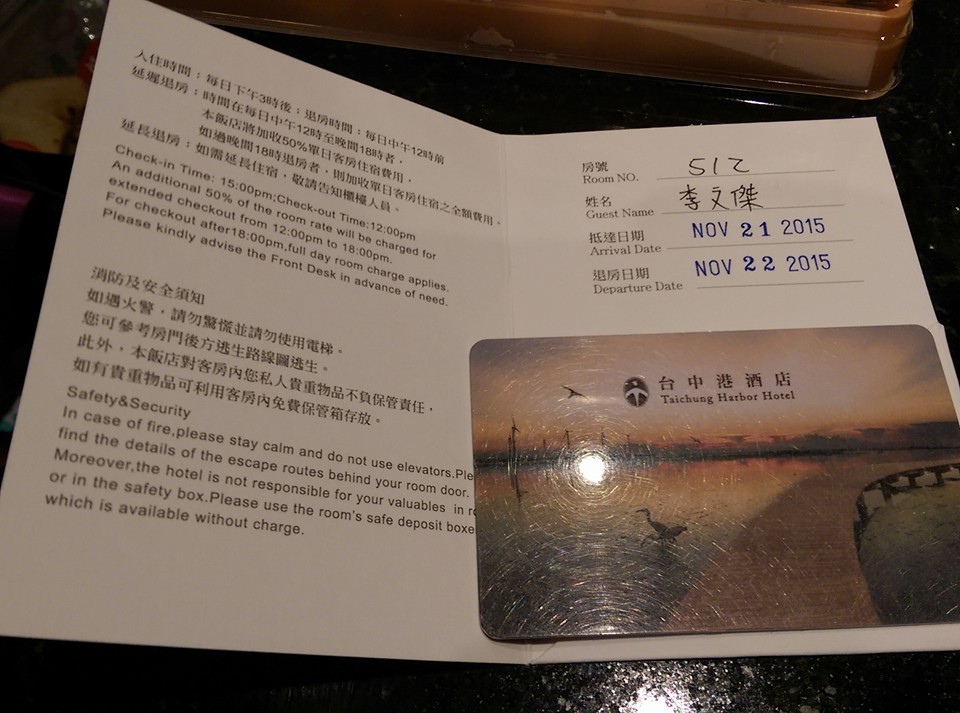 入住時間：每日下午3時後；退房時間：每日中午12時前
延遲退房：時間在每日中午12時至晚間18時者，
本飯店將加收50%單日客房住宿費用，
如過晚間18時退房者，則加收單日客房住宿之全額費用。
延長退房：如需延長住宿，敬請告知櫃檯人員。
Check-in Time: 15:00pm;Check-out Time:12:00pm
An additional 50% of the room rate will be charged for
extended checkout from 12:00pm to 18:00pm.
For checkout after18:00pm,full day room charge applies.
Please kindly advise the Front Desk in advance of need.
消防及安全須知
如遇火警，請勿驚慌並請勿使用電梯。
您可參考房門後方逃生路線圖逃生。
此外，本飯店對客房內您私人貴重物品不負保管責任，
如有貴重物品可利用客房內免費保管箱存放。
Safety&Security
In case of fire,please stay calm and do not use elevators.Ple
find the details of the escape routes behind your room door.
Moreover,the hotel is not responsible for your valuables in r
or in the safety box.Please use the room's safe deposit boxe
which is available without charge.
房號 512
Room NO.
姓名 李文傑
Guest Name
抵達日期 NOV 21 2015
Arrival Date
退房日期 NOV 22 2015
Departure Date
台中港酒店
Taichung Harbor Hotel